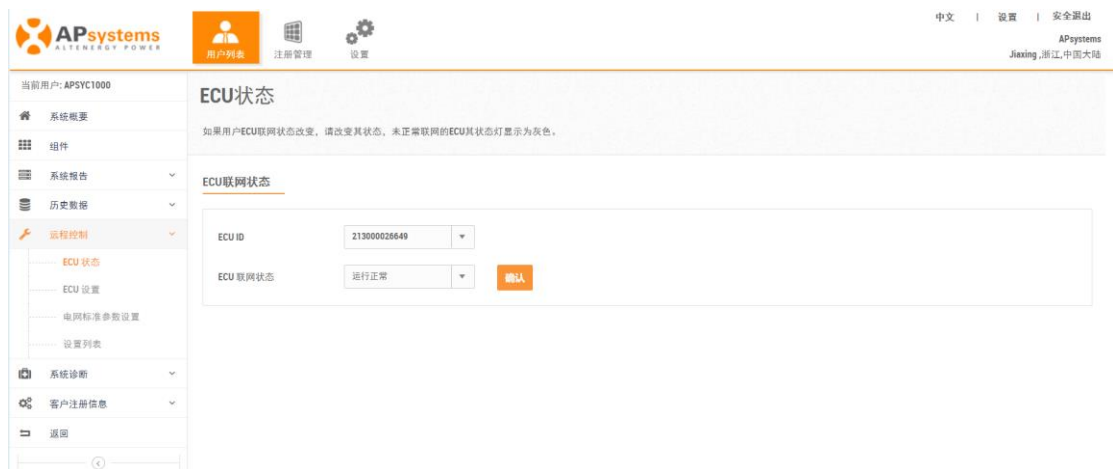 APsystems
ALTENERGY POWER
用户列表
注册管理
设置
中文 | 设置 | 安全退出
APsystems
Jiaxing ,浙江,中国大陆
当前用户: APSYC1000
系统概要
组件
系统报告
历史数据
远程控制
ECU 状态
ECU 设置
电网标准参数设置
设置列表
系统诊断
客户注册信息
返回
ECU状态
如果用户ECU联网状态改变，请改变其状态，未正常联网的ECU其状态灯显示为灰色。
ECU联网状态
ECU ID
213000026649
ECU 联网状态
运行正常
确认